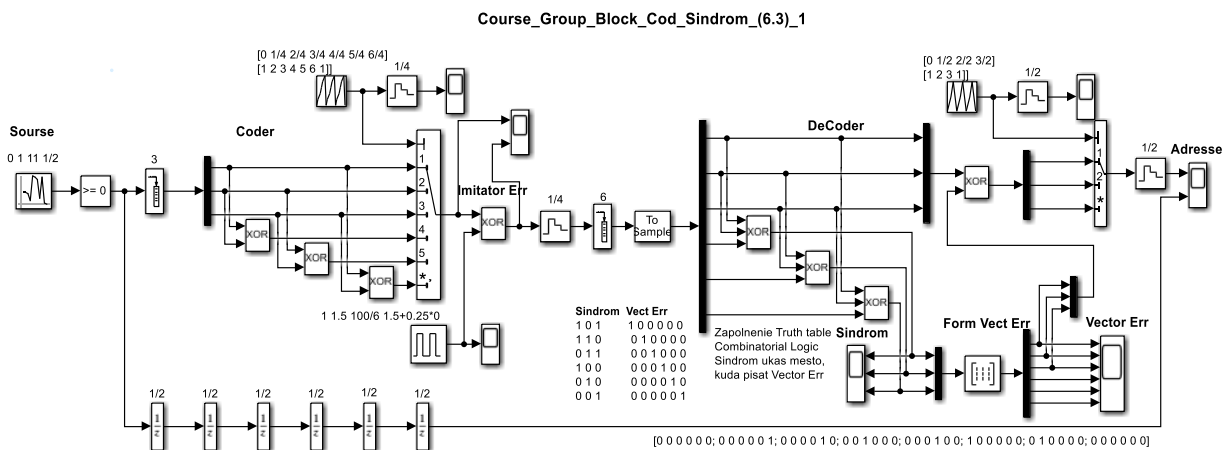 Course_Group_Block_Cod_Sindrom_(6.3)_1
[0 1/4 2/4 3/4 4/4 5/4 6/4]
[1 2 3 4 5 6 1]]
1/4
[0 1/2 2/2 3/2]
[1 2 3 1]]
1/2
Sourse
Coder
DeCoder
Adresse
0 1 11 1/2
>= 0
3
1
2
3
4
5
*,
XOR
XOR
XOR
Imitator Err
XOR
1/4
6
To
Sample
XOR
XOR
XOR
XOR
1
2
*
1/2
1 1.5 100/6 1.5+0.25*0
Sindrom Vect Err
1 0 1 1 0 0 0 0 0
1 1 0 0 1 0 0 0 0
0 1 1 0 0 1 0 0 0
1 0 0 0 0 0 1 0 0
0 1 0 0 0 0 0 1 0
0 0 1 0 0 0 0 0 1
Zapolnenie Truth table
Combinatorial Logic
Sindrom ukas mesto,
kuda pisat Vector Err
Sindrom
Form Vect Err
Vector Err
1/2 1/2 1/2 1/2 1/2 1/2
1/z 1/z 1/z 1/z 1/z 1/z
[0 0 0 0 0 0; 0 0 0 0 0 1; 0 0 0 0 1 0; 0 0 1 0 0 0; 0 0 0 1 0 0; 1 0 0 0 0 0; 0 1 0 0 0 0; 0 0 0 0 0 0]